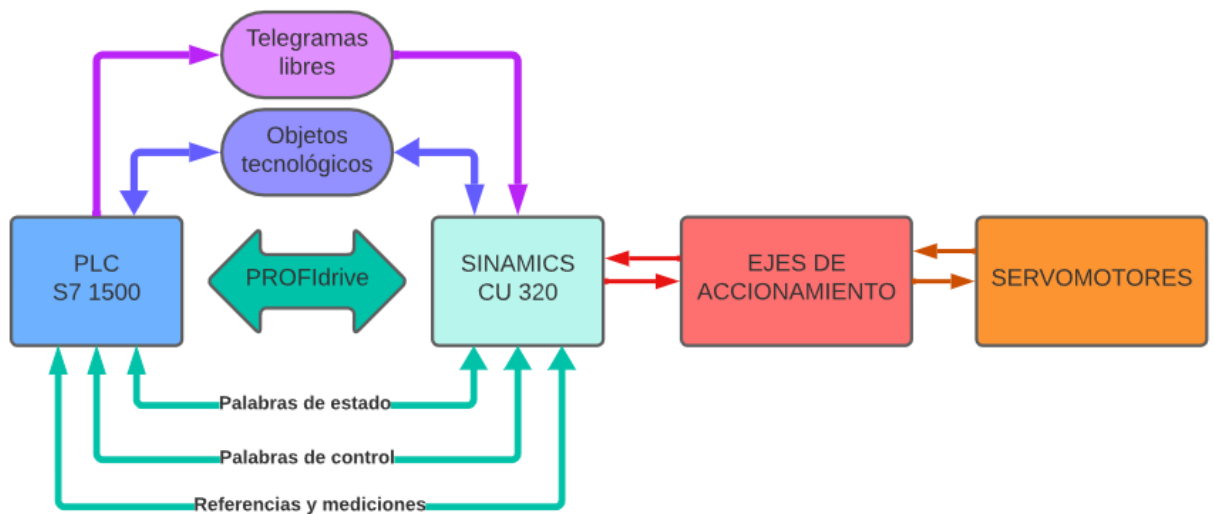 Telegramas
libres
Objetos
tecnológicos
PLC
S7 1500
PROFIdrive
SINAMICS
CU 320
EJES DE
ACCIONAMIENTO
SERVOMOTORES
Palabras de estado
Palabras de control
Referencias y mediciones